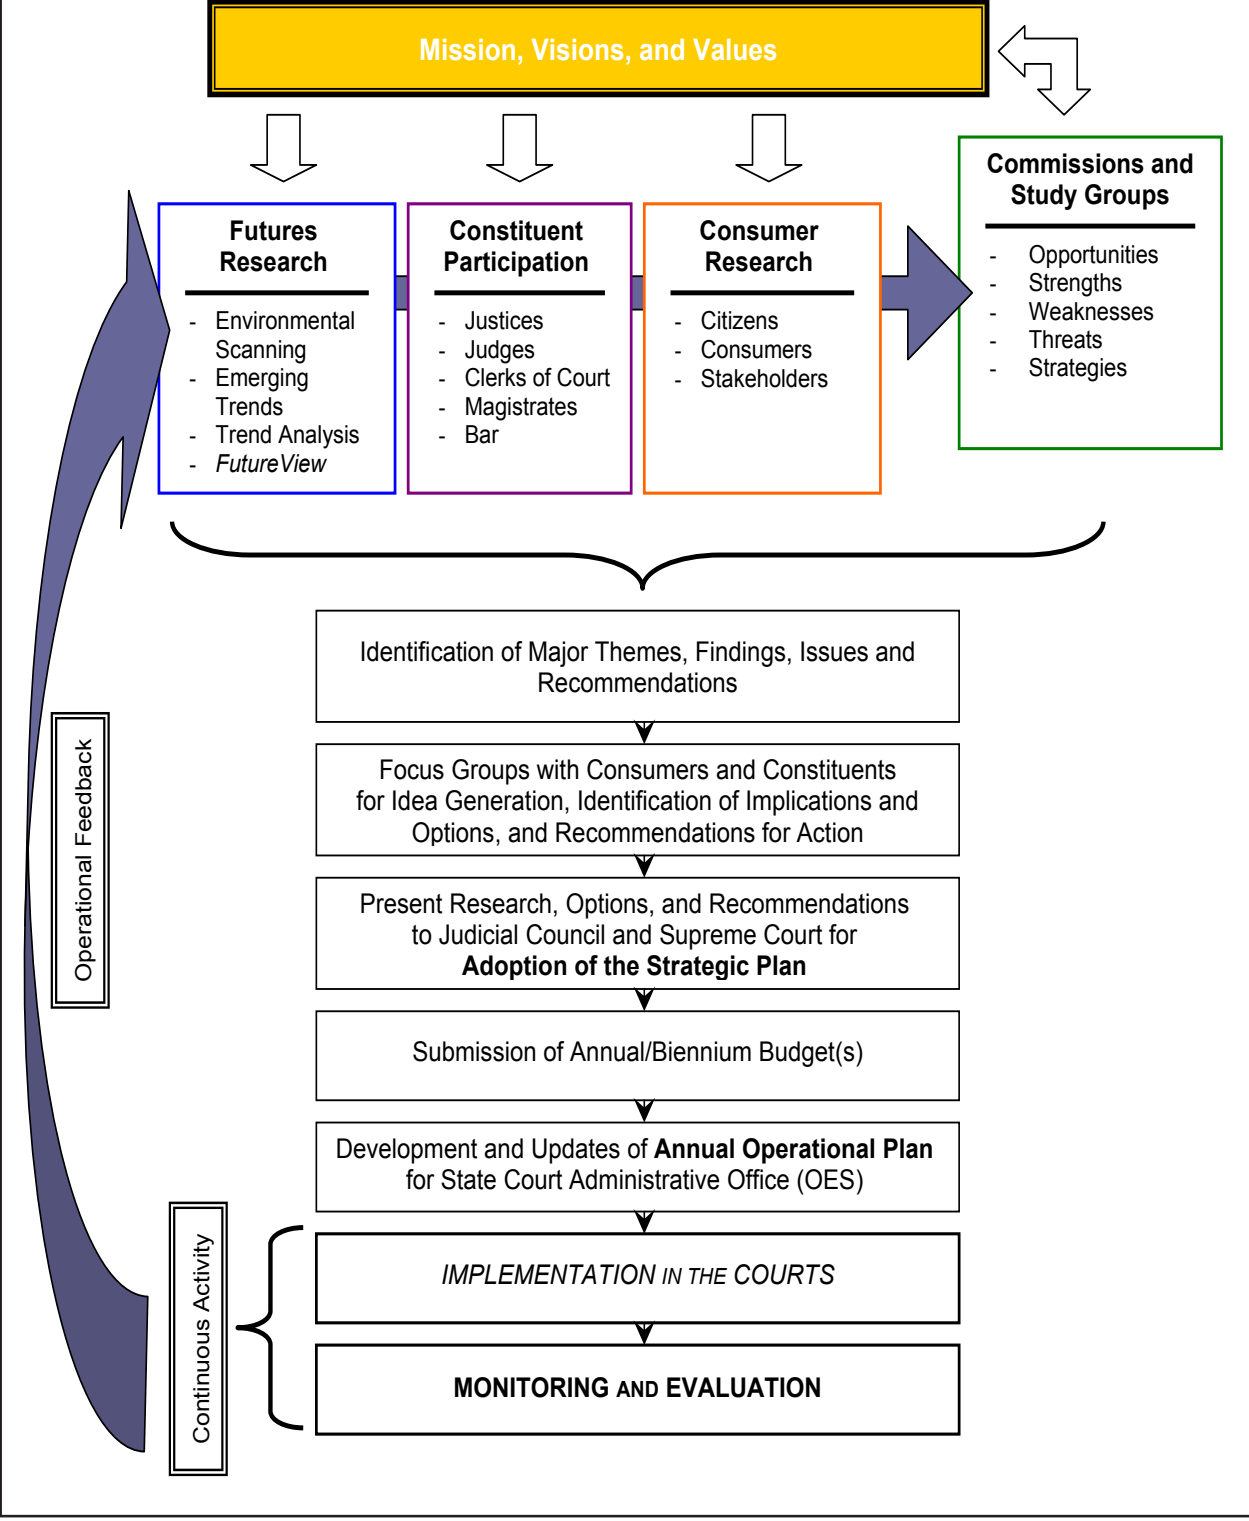 Mission, Visions, and Values
Futures
Research
- Environmental
Scanning
- Emerging
Trends
- Trend Analysis
- FutureView
Constituent
Participation
- Justices
- Judges
- Clerks of Court
- Magistrates
- Bar
Consumer
Research
- Citizens
- Consumers
- Stakeholders
Commissions and
Study Groups
- Opportunities
- Strengths
- Weaknesses
- Threats
- Strategies
Identification of Major Themes, Findings, Issues and
Recommendations
Focus Groups with Consumers and Constituents
for Idea Generation, Identification of Implications and
Options, and Recommendations for Action
Present Research, Options, and Recommendations
to Judicial Council and Supreme Court for
Adoption of the Strategic Plan
Submission of Annual/Biennium Budget(s)
Development and Updates of Annual Operational Plan
for State Court Administrative Office (OES)
IMPLEMENTATION IN THE COURTS
MONITORING AND EVALUATION
Operational Feedback
Continuous Activity